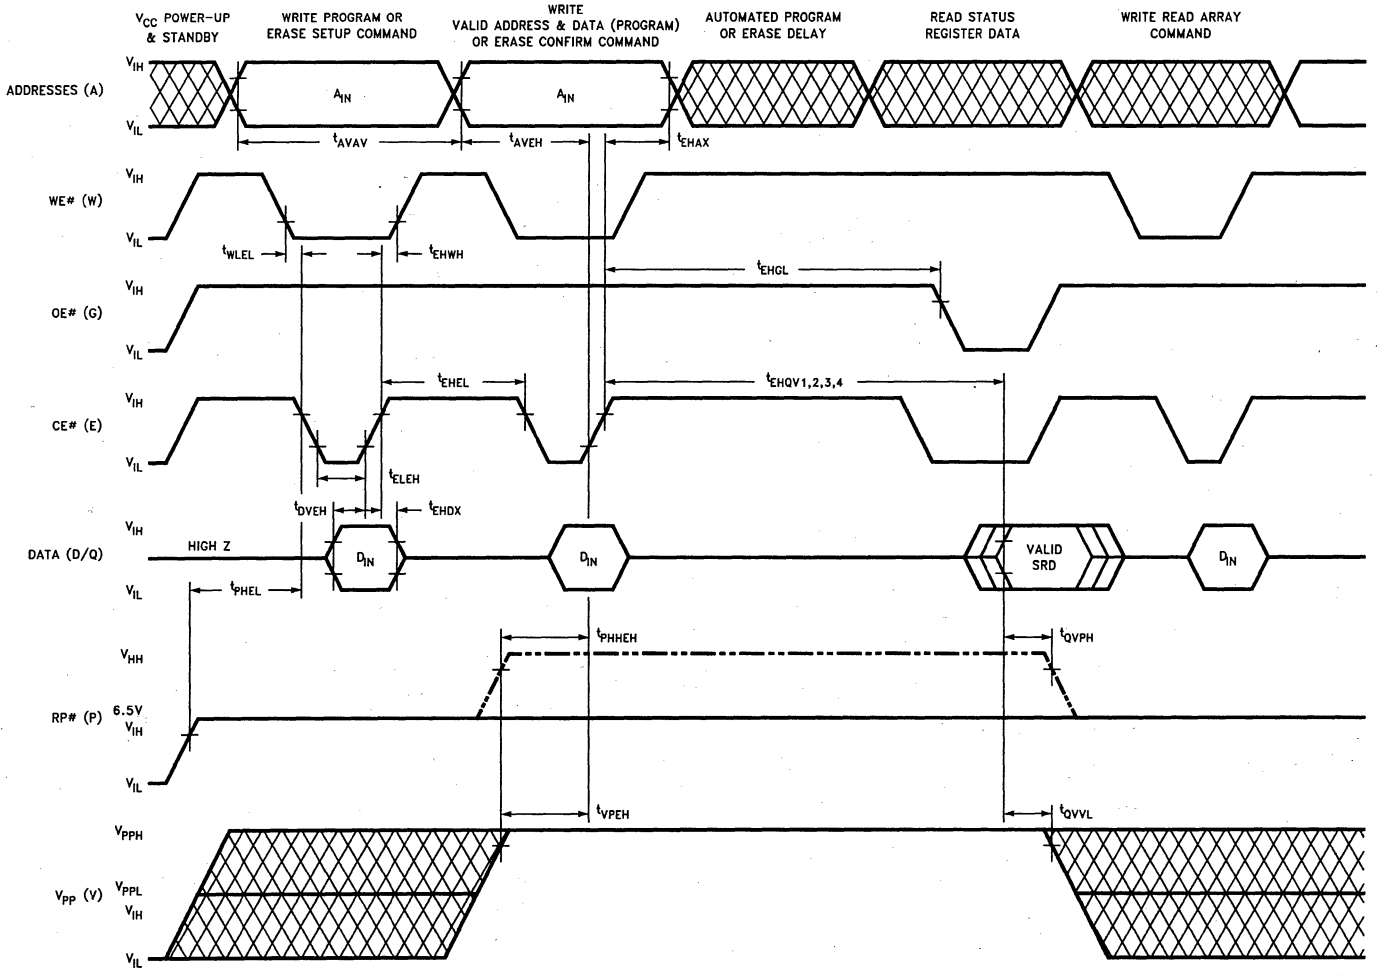 VCC POWER-UP
& STANDBY
WRITE PROGRAM OR
ERASE SETUP COMMAND
WRITE
VALID ADDRESS & DATA (PROGRAM)
OR ERASE CONFIRM COMMAND
AUTOMATED PROGRAM
OR ERASE DELAY
READ STATUS
REGISTER DATA
WRITE READ ARRAY
COMMAND
ADDRESSES (A)
VIH
VIL
AIN
AIN
tAVAV
tAVEH
tEHAX
WE# (W)
VIH
VIL
tWLEL
tEHWH
OE# (G)
VIH
VIL
tEHGL
CE# (E)
VIH
VIL
tEHEL
tEHQV1,2,3,4
tELEH
tDVEH
tEHDX
DATA (D/Q)
VIH
VIL
HIGH Z
DIN
DIN
VALID
SRD
DIN
tPHEL
tPHHEH
tQVPH
RP# (P)
VHH
6.5V
VIH
VIL
tVPEH
tQVVL
VPP (V)
VPPH
VPPL
VIH
VIL